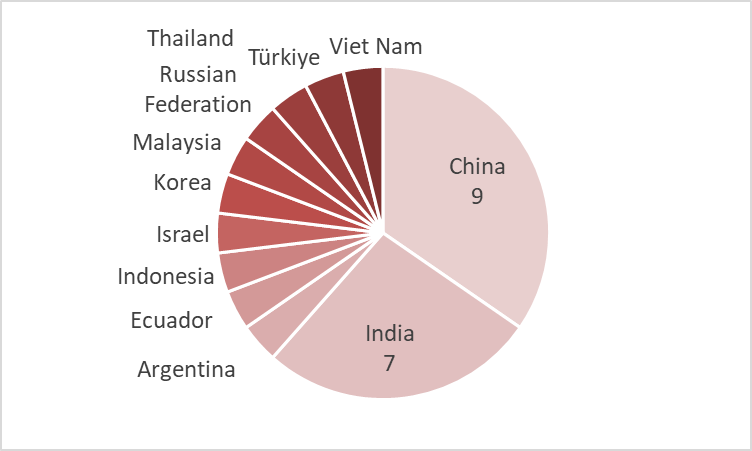 Thailand
Türkiye
Viet Nam
Russian
Federation
Malaysia
Korea
Israel
Indonesia
Ecuador
Argentina
China
9
India
7